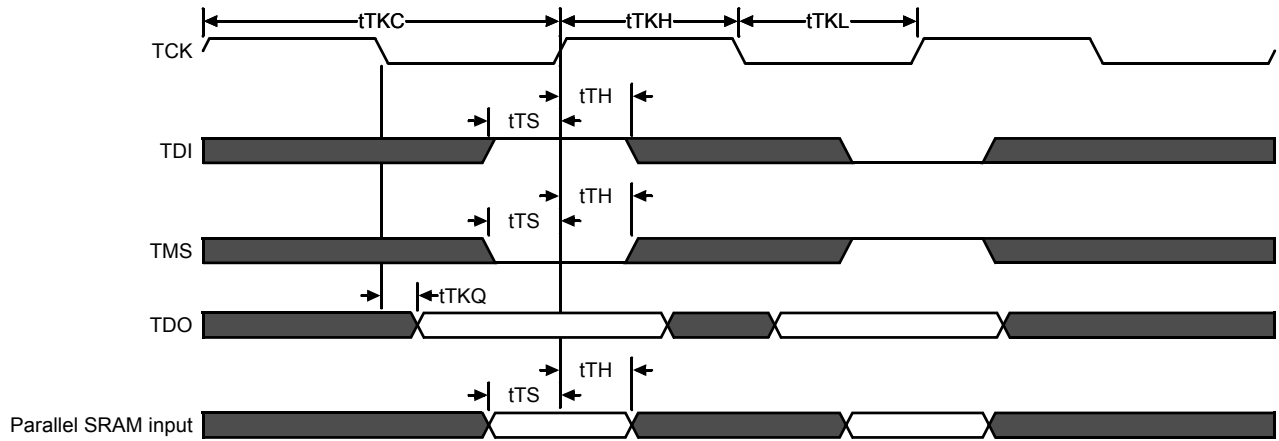 tTKC
tTKH
tTKL
TCK
tTH
tTS
TDI
tTH
tTS
TMS
tTKQ
TDO
tTH
tTS
Parallel SRAM input